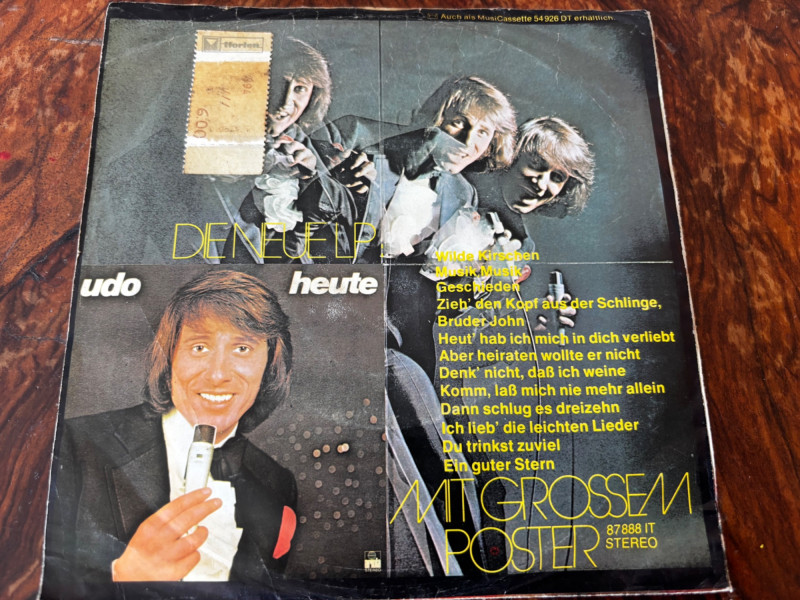 Auch als MusiCassette 54 926 DT erhältlich.
Horten.
DIE NEUE LP
udo heute
Wilde Kirschen
Musik Musik
Geschieden
Zieh' den Kopf aus der Schlinge,
Bruder John
Heut' hab ich mich in dich verliebt
Aber heiraten wollte er nicht
Denk' nicht, daß ich weine
Komm, laß mich nie mehr allein
Dann schlug es dreizehn
Ich lieb' die leichten Lieder
Du trinkst zuviel
Ein guter Stern
MIT GROSSEM
POSTER
87888 IT
STEREO